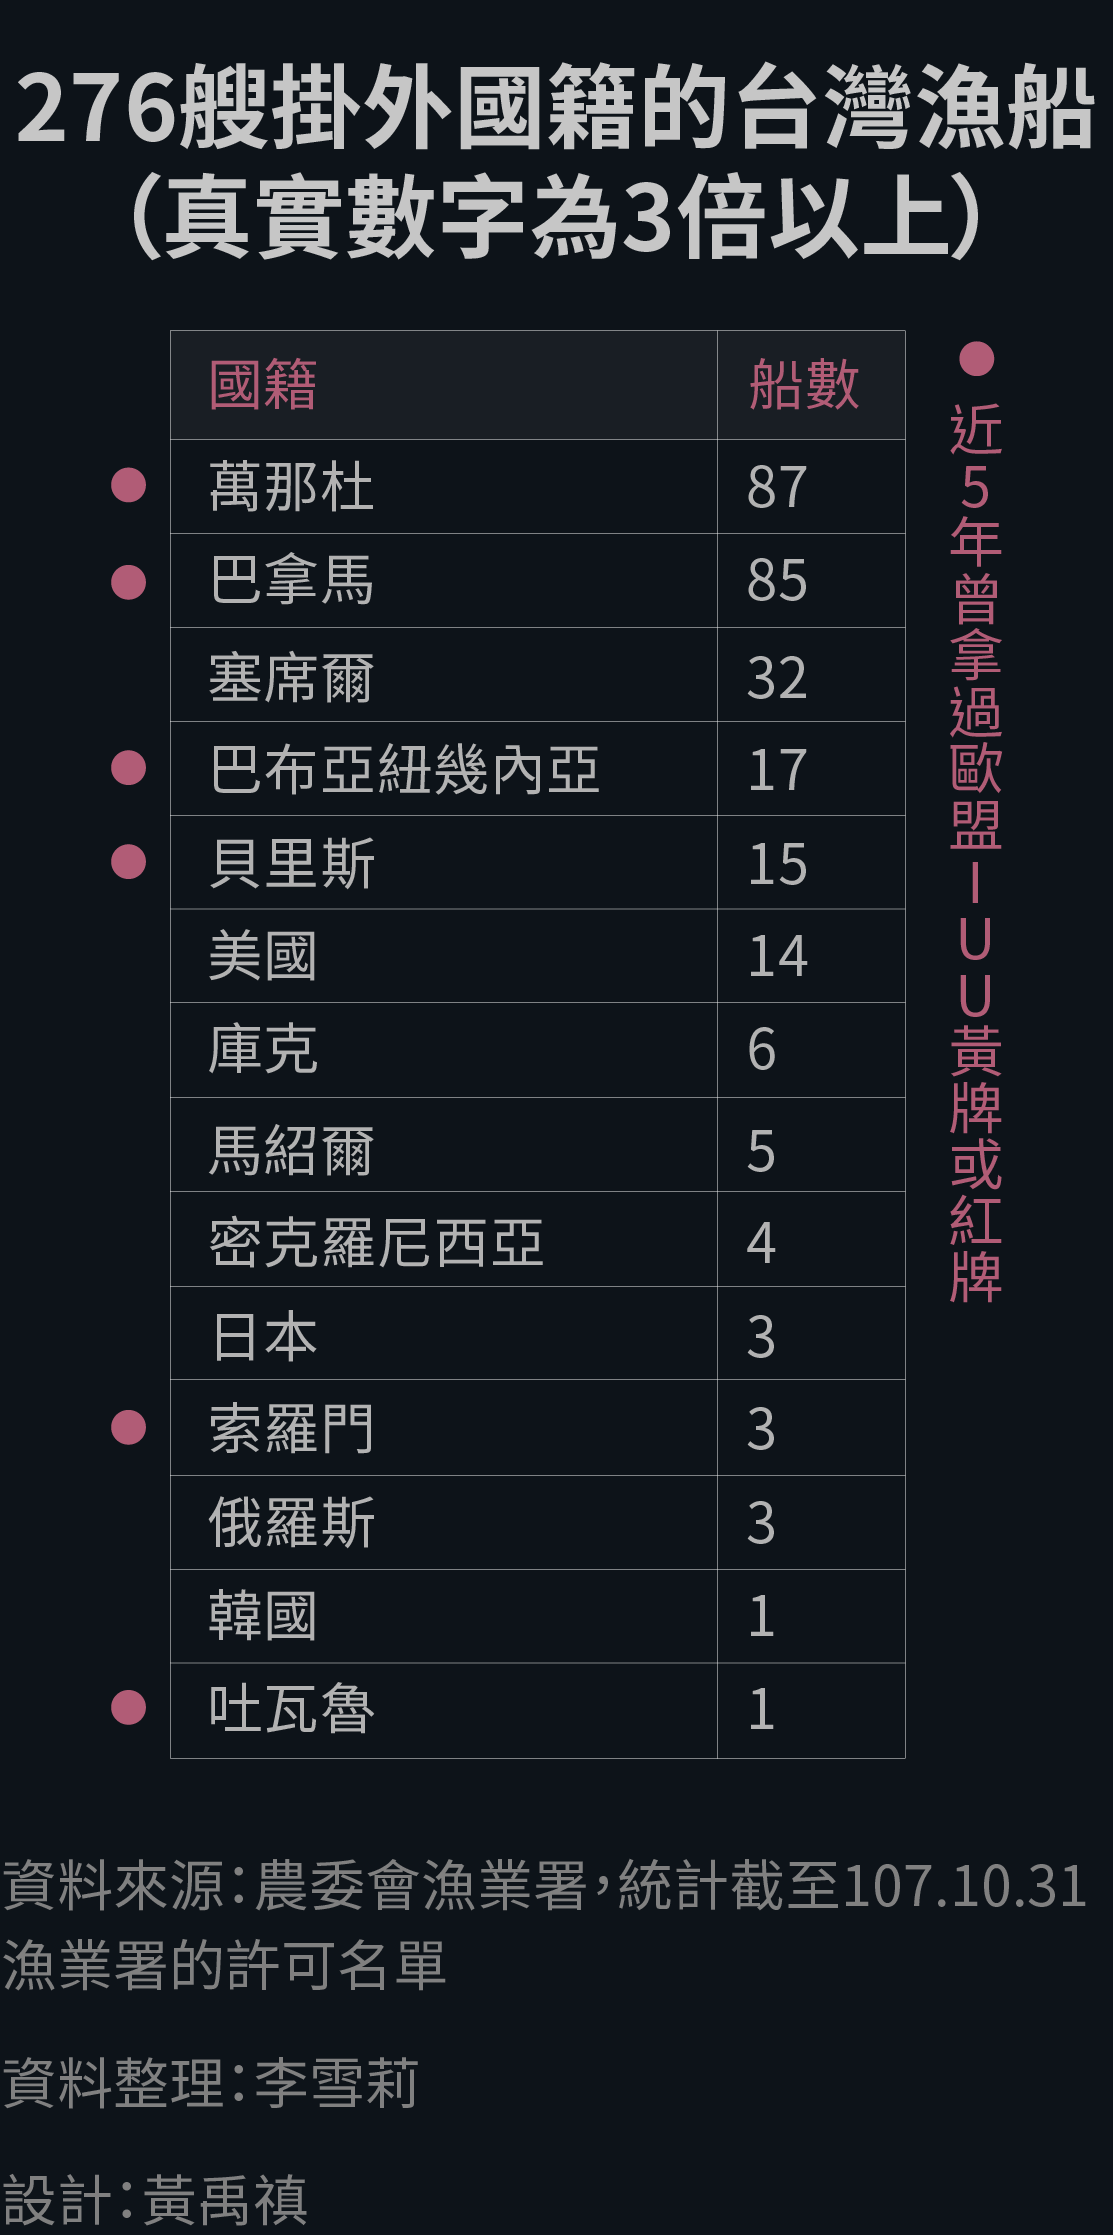 276艘掛外國籍的台灣漁船
（真實數字為3倍以上）
國籍 船數
● 萬那杜 87
● 巴拿馬 85
塞席爾 32
● 巴布亞紐幾內亞 17
● 貝里斯 15
美國 14
庫克 6
馬紹爾 5
密克羅尼西亞 4
日本 3
● 索羅門 3
俄羅斯 3
韓國 1
● 吐瓦魯 1
●近5年曾拿過歐盟IUU黃牌或紅牌
資料來源：農委會漁業署，統計截至107.10.31
漁業署的許可名單
資料整理：李雪莉
設計：黃禹禛